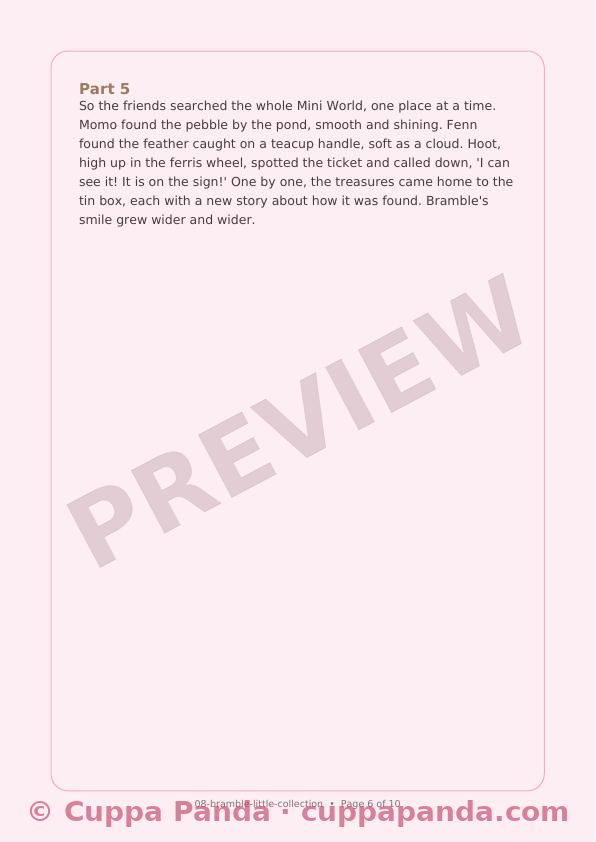 Part 5
So the friends searched the whole Mini World, one place at a time.
Momo found the pebble by the pond, smooth and shining. Fenn
found the feather caught on a teacup handle, soft as a cloud. Hoot,
high up in the ferris wheel, spotted the ticket and called down, 'I can
see it! It is on the sign!' One by one, the treasures came home to the
tin box, each with a new story about how it was found. Bramble's
smile grew wider and wider.
PREVIEW
08-bramble-little-collection • Page 6 of 10
© Cuppa Panda · cuppapanda.com